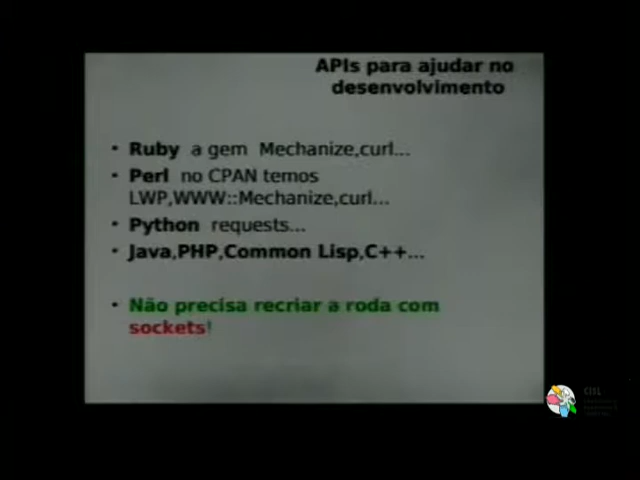 APIs para ajudar no
desenvolvimento
• Ruby a gem Mechanize,curl...
• Perl no CPAN temos
LWP,WWW::Mechanize,curl...
• Python requests...
• Java,PHP,Common Lisp,C++...
• Não precisa recriar a roda com
sockets!